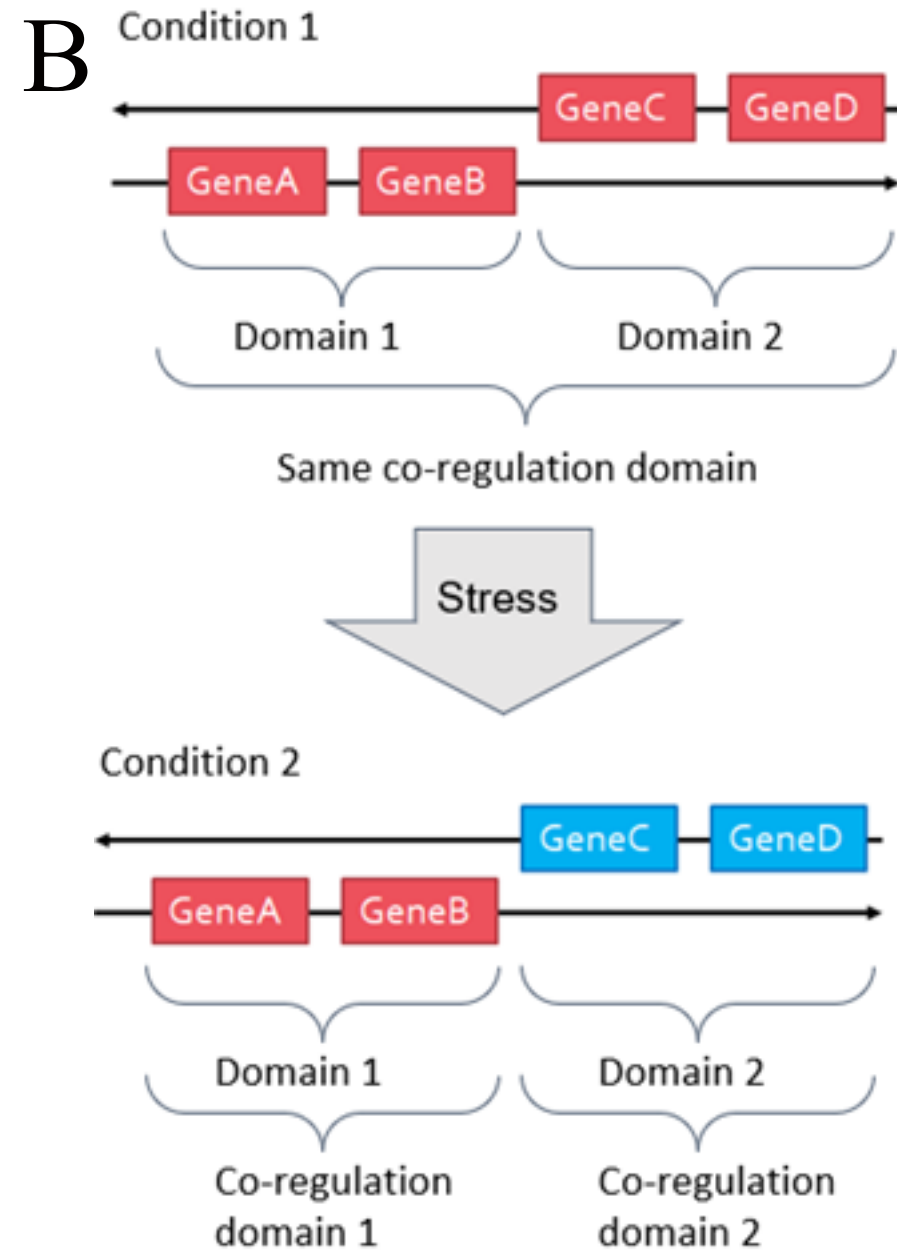 B
Condition 1
GeneC GeneD
GeneA GeneB
Domain 1 Domain 2
Same co-regulation domain
Stress
Condition 2
GeneC GeneD
GeneA GeneB
Domain 1 Domain 2
Co-regulation Co-regulation
domain 1 domain 2